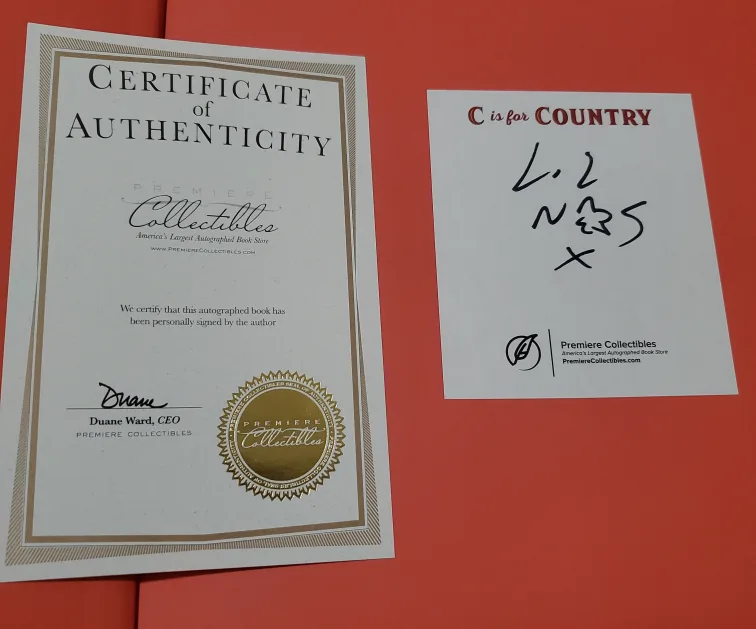 CERTIFICATE
of
AUTHENTICITY
PREMIERE
Collectibles
America's Largest Autographed Book Store
www.PremiereCollectibles.com
We certify that this autographed book has
been personally signed by the author
Duane
Duane Ward, CEO
PREMIERE COLLECTIBLES
PREMIERE
Collectibles
C is for COUNTRY
LIL
NAS
X
Premiere Collectibles
America's Largest Autographed Book Store
PremiereCollectibles.com